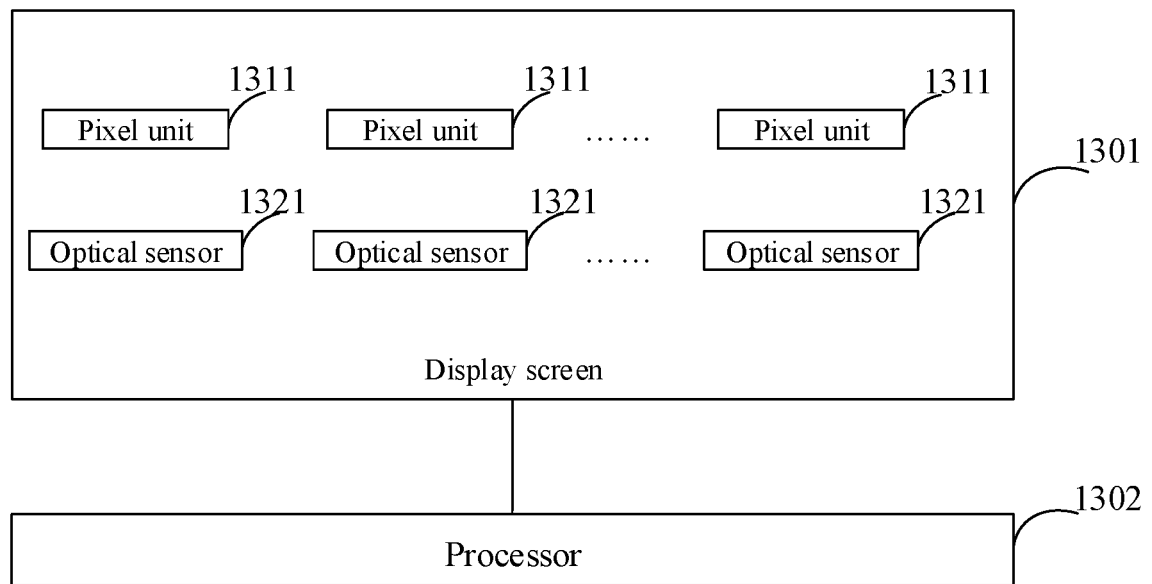 1311 1311 1311
Pixel unit Pixel unit …… Pixel unit
1301
1321 1321 1321
Optical sensor Optical sensor …… Optical sensor
Display screen
1302
Processor